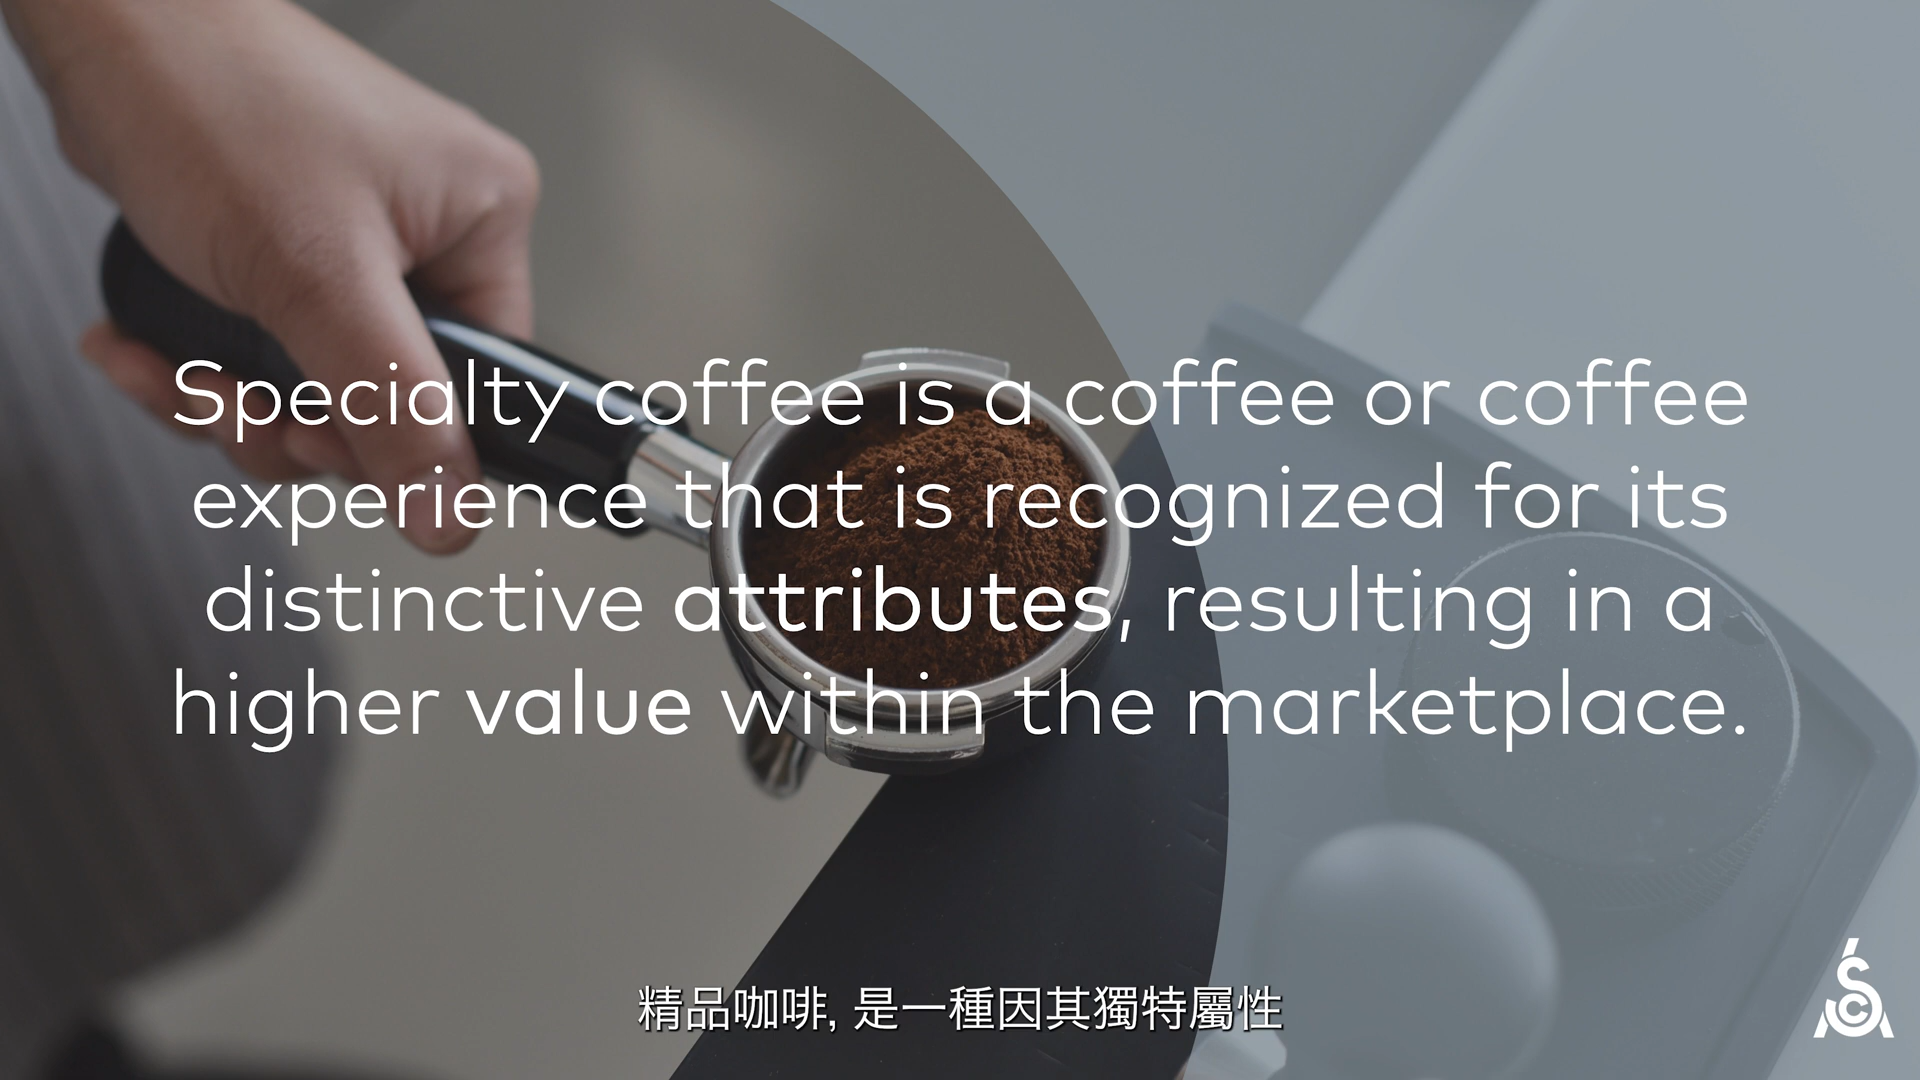 Specialty coffee is a coffee or coffee
experience that is recognized for its
distinctive attributes, resulting in a
higher value within the marketplace.
精品咖啡, 是一種因其獨特屬性
SCA